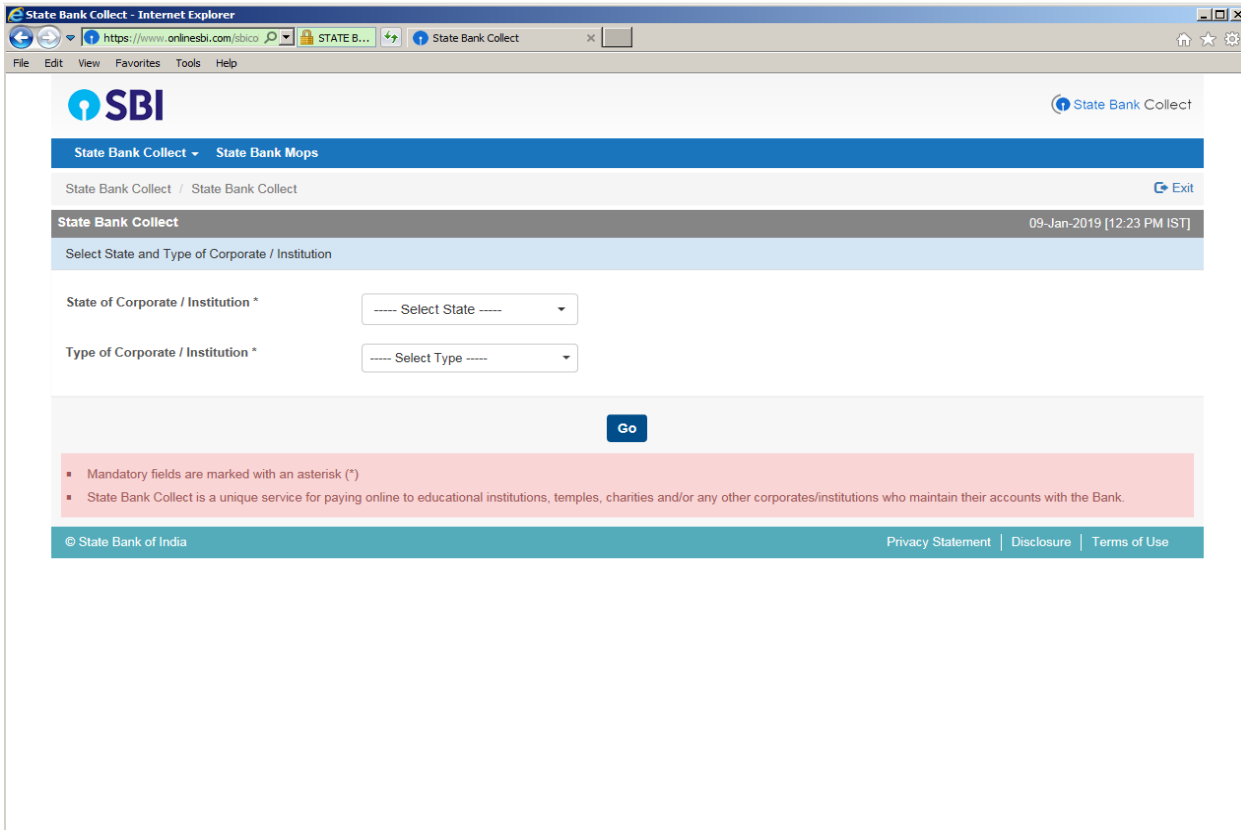 State Bank Collect - Internet Explorer
https://www.onlinesbi.com/sbico STATE B... State Bank Collect
File Edit View Favorites Tools Help
SBI State Bank Collect
State Bank Collect State Bank Mops
State Bank Collect / State Bank Collect Exit
State Bank Collect 09-Jan-2019 [12:23 PM IST]
Select State and Type of Corporate / Institution
State of Corporate / Institution * ----- Select State -----
Type of Corporate / Institution * ----- Select Type -----
Go
Mandatory fields are marked with an asterisk (*)
State Bank Collect is a unique service for paying online to educational institutions, temples, charities and/or any other corporates/institutions who maintain their accounts with the Bank.
© State Bank of India Privacy Statement | Disclosure | Terms of Use